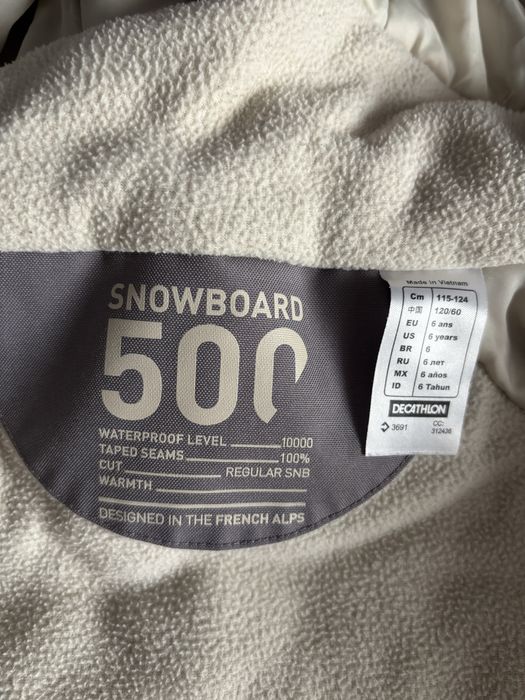 SNOWBOARD
500
WATERPROOF LEVEL 10000
TAPED SEAMS 100%
CUT REGULAR SNB
WARMTH
DESIGNED IN THE FRENCH ALPS
Made in Vietnam
Cm 115-124
中国 120/60
EU 6 ans
US 6 years
BR 6
RU 6 лет
MX 6 años
ID 6 Tahun
DECATHLON
3691 CC:
312436